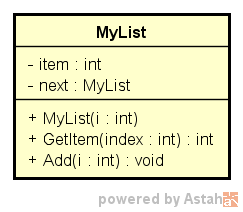 MyList
- item : int
- next : MyList
+ MyList(i : int)
+ GetItem(index : int) : int
+ Add(i : int) : void
powered by Astah